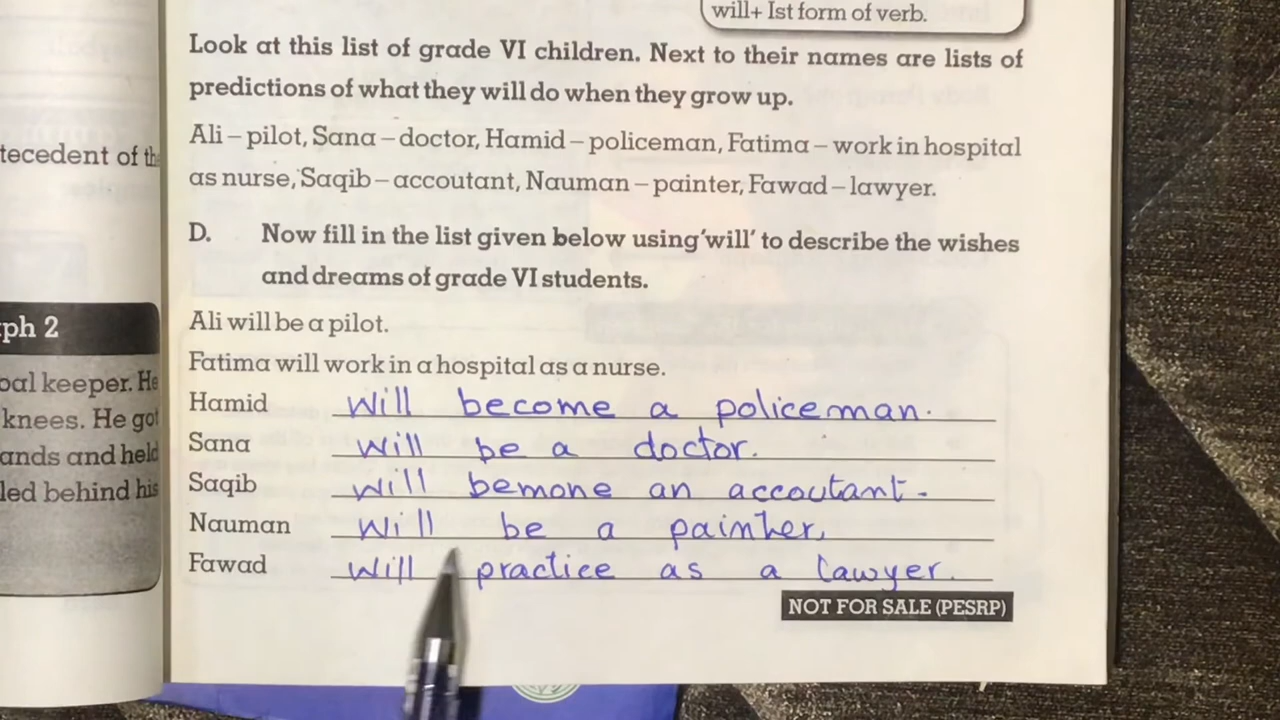 will+ Ist form of verb.
Look at this list of grade VI children. Next to their names are lists of
predictions of what they will do when they grow up.
Ali – pilot, Sana – doctor, Hamid – policeman, Fatima – work in hospital
as nurse, Saqib – accoutant, Nauman – painter, Fawad – lawyer.
D. Now fill in the list given below using 'will' to describe the wishes
and dreams of grade VI students.
Ali will be a pilot.
Fatima will work in a hospital as a nurse.
Hamid will become a policeman.
Sana will be a doctor.
Saqib will bemone an accoutant.
Nauman will be a painter.
Fawad will practice as a lawyer.
NOT FOR SALE (PESRP)
tecedent of th
ph 2
oal keeper. He
knees. He got
ands and held
led behind his